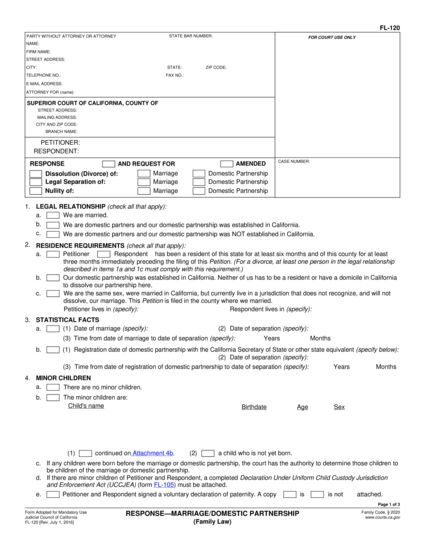 FL-120
PARTY WITHOUT ATTORNEY OR ATTORNEY STATE BAR NUMBER: FOR COURT USE ONLY
NAME:
FIRM NAME:
STREET ADDRESS:
CITY: STATE: ZIP CODE:
TELEPHONE NO.: FAX NO.:
E-MAIL ADDRESS:
ATTORNEY FOR (name):
SUPERIOR COURT OF CALIFORNIA, COUNTY OF
STREET ADDRESS:
MAILING ADDRESS:
CITY AND ZIP CODE:
BRANCH NAME:
PETITIONER:
RESPONDENT:
RESPONSE AND REQUEST FOR AMENDED CASE NUMBER:
Dissolution (Divorce) of: Marriage Domestic Partnership
Legal Separation of: Marriage Domestic Partnership
Nullity of: Marriage Domestic Partnership
1. LEGAL RELATIONSHIP (check all that apply):
a. We are married.
b. We are domestic partners and our domestic partnership was established in California.
c. We are domestic partners and our domestic partnership was NOT established in California.
2. RESIDENCE REQUIREMENTS (check all that apply):
a. Petitioner Respondent has been a resident of this state for at least six months and of this county for at least
three months immediately preceding the filing of this Petition. (For a divorce, at least one person in the legal relationship
described in items 1a and 1c must comply with this requirement.)
b. Our domestic partnership was established in California. Neither of us has to be a resident or have a domicile in California
to dissolve our partnership here.
c. We are the same sex, were married in California, but currently live in a jurisdiction that does not recognize, and will not
dissolve, our marriage. This Petition is filed in the county where we married.
Petitioner lives in (specify): Respondent lives in (specify):
3. STATISTICAL FACTS
a. (1) Date of marriage (specify): (2) Date of separation (specify):
(3) Time from date of marriage to date of separation (specify): Years Months
b. (1) Registration date of domestic partnership with the California Secretary of State or other state equivalent (specify below):
(2) Date of separation (specify):
(3) Time from date of registration of domestic partnership to date of separation (specify): Years Months
4. MINOR CHILDREN
a. There are no minor children.
b. The minor children are:
Child's name Birthdate Age Sex
(1) continued on Attachment 4b. (2) a child who is not yet born.
c. If any children were born before the marriage or domestic partnership, the court has the authority to determine those children to
be children of the marriage or domestic partnership.
d. If there are minor children of Petitioner and Respondent, a completed Declaration Under Uniform Child Custody Jurisdiction
and Enforcement Act (UCCJEA) (form FL-105) must be attached.
e. Petitioner and Respondent signed a voluntary declaration of paternity. A copy is is not attached.
Page 1 of 3
Form Adopted for Mandatory Use
Judicial Council of California
FL-120 [Rev. July 1, 2016]
RESPONSE—MARRIAGE/DOMESTIC PARTNERSHIP
(Family Law)
Family Code, § 2020
www.courts.ca.gov